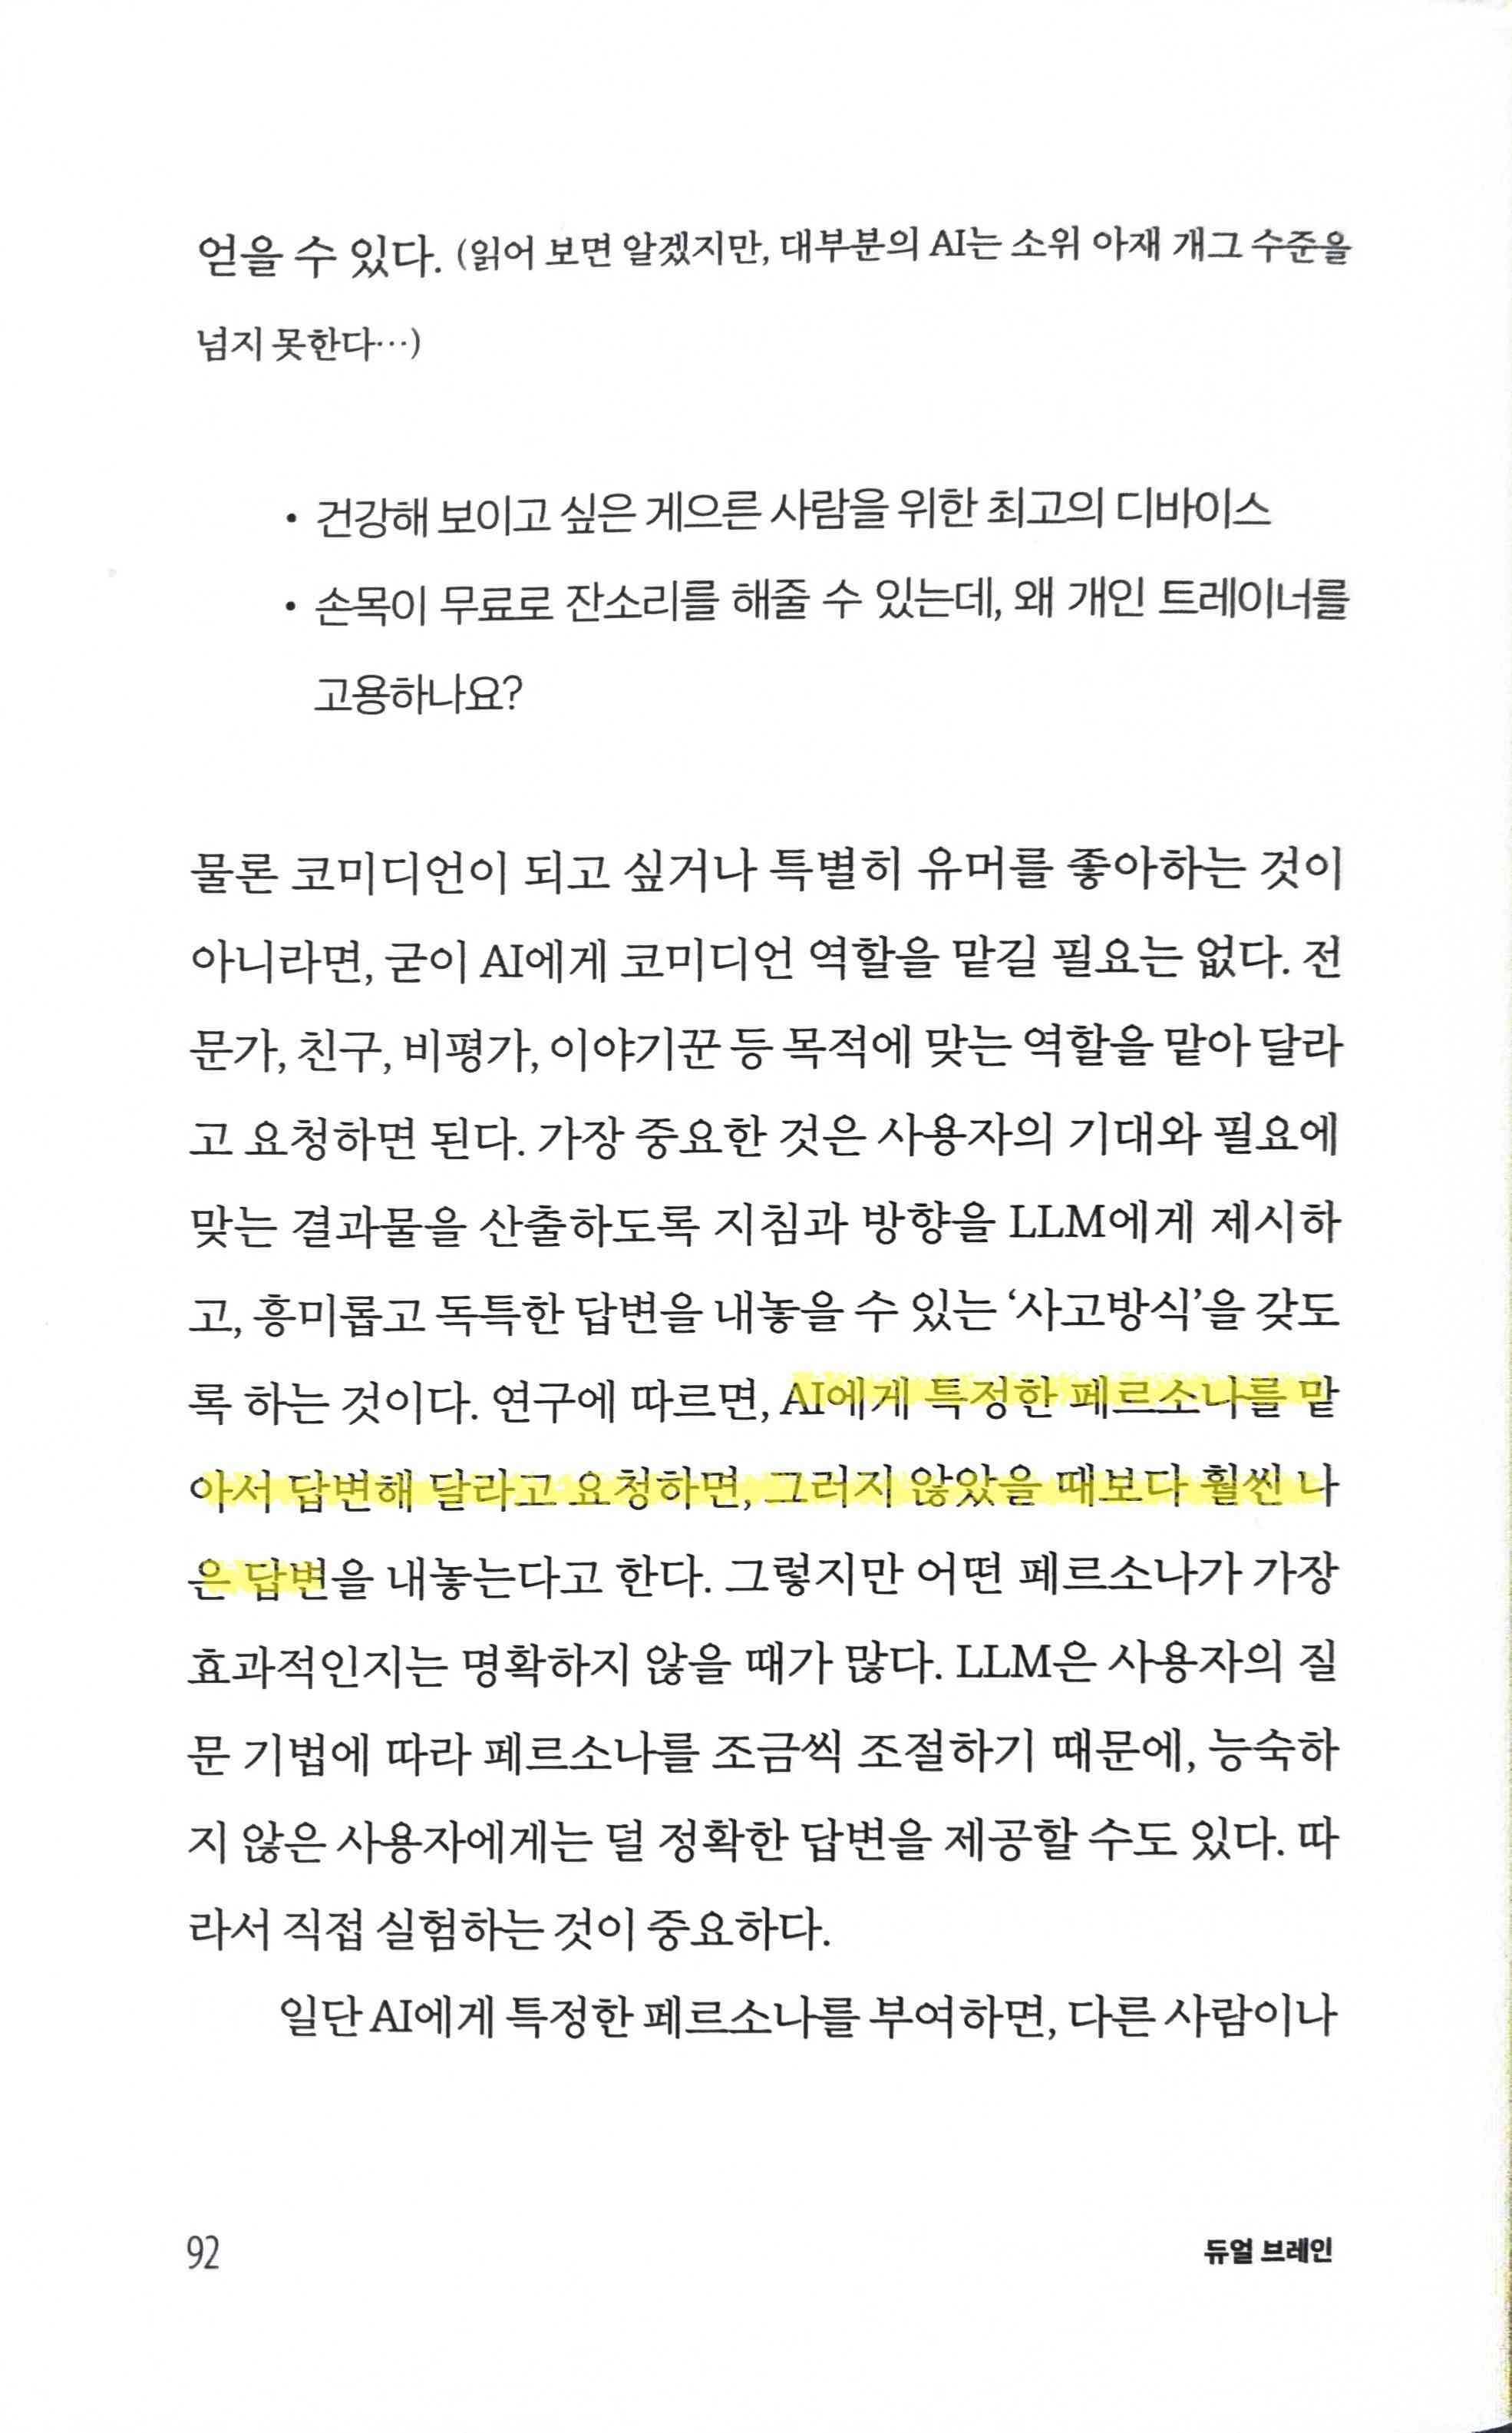 얻을 수 있다. (읽어 보면 알겠지만, 대부분의 AI는 소위 아재 개그 수준을
넘지 못한다…)
• 건강해 보이고 싶은 게으른 사람을 위한 최고의 디바이스
• 손목이 무료로 잔소리를 해줄 수 있는데, 왜 개인 트레이너를
고용하나요?
물론 코미디언이 되고 싶거나 특별히 유머를 좋아하는 것이
아니라면, 굳이 AI에게 코미디언 역할을 맡길 필요는 없다. 전
문가, 친구, 비평가, 이야기꾼 등 목적에 맞는 역할을 맡아 달라
고 요청하면 된다. 가장 중요한 것은 사용자의 기대와 필요에
맞는 결과물을 산출하도록 지침과 방향을 LLM에게 제시하
고, 흥미롭고 독특한 답변을 내놓을 수 있는 ‘사고방식’을 갖도
록 하는 것이다. 연구에 따르면, AI에게 특정한 페르소나를 맡
아서 답변해 달라고 요청하면, 그러지 않았을 때보다 훨씬 나
은 답변을 내놓는다고 한다. 그렇지만 어떤 페르소나가 가장
효과적인지는 명확하지 않을 때가 많다. LLM은 사용자의 질
문 기법에 따라 페르소나를 조금씩 조절하기 때문에, 능숙하
지 않은 사용자에게는 덜 정확한 답변을 제공할 수도 있다. 따
라서 직접 실험하는 것이 중요하다.
일단 AI에게 특정한 페르소나를 부여하면, 다른 사람이나
92
듀얼 브레인